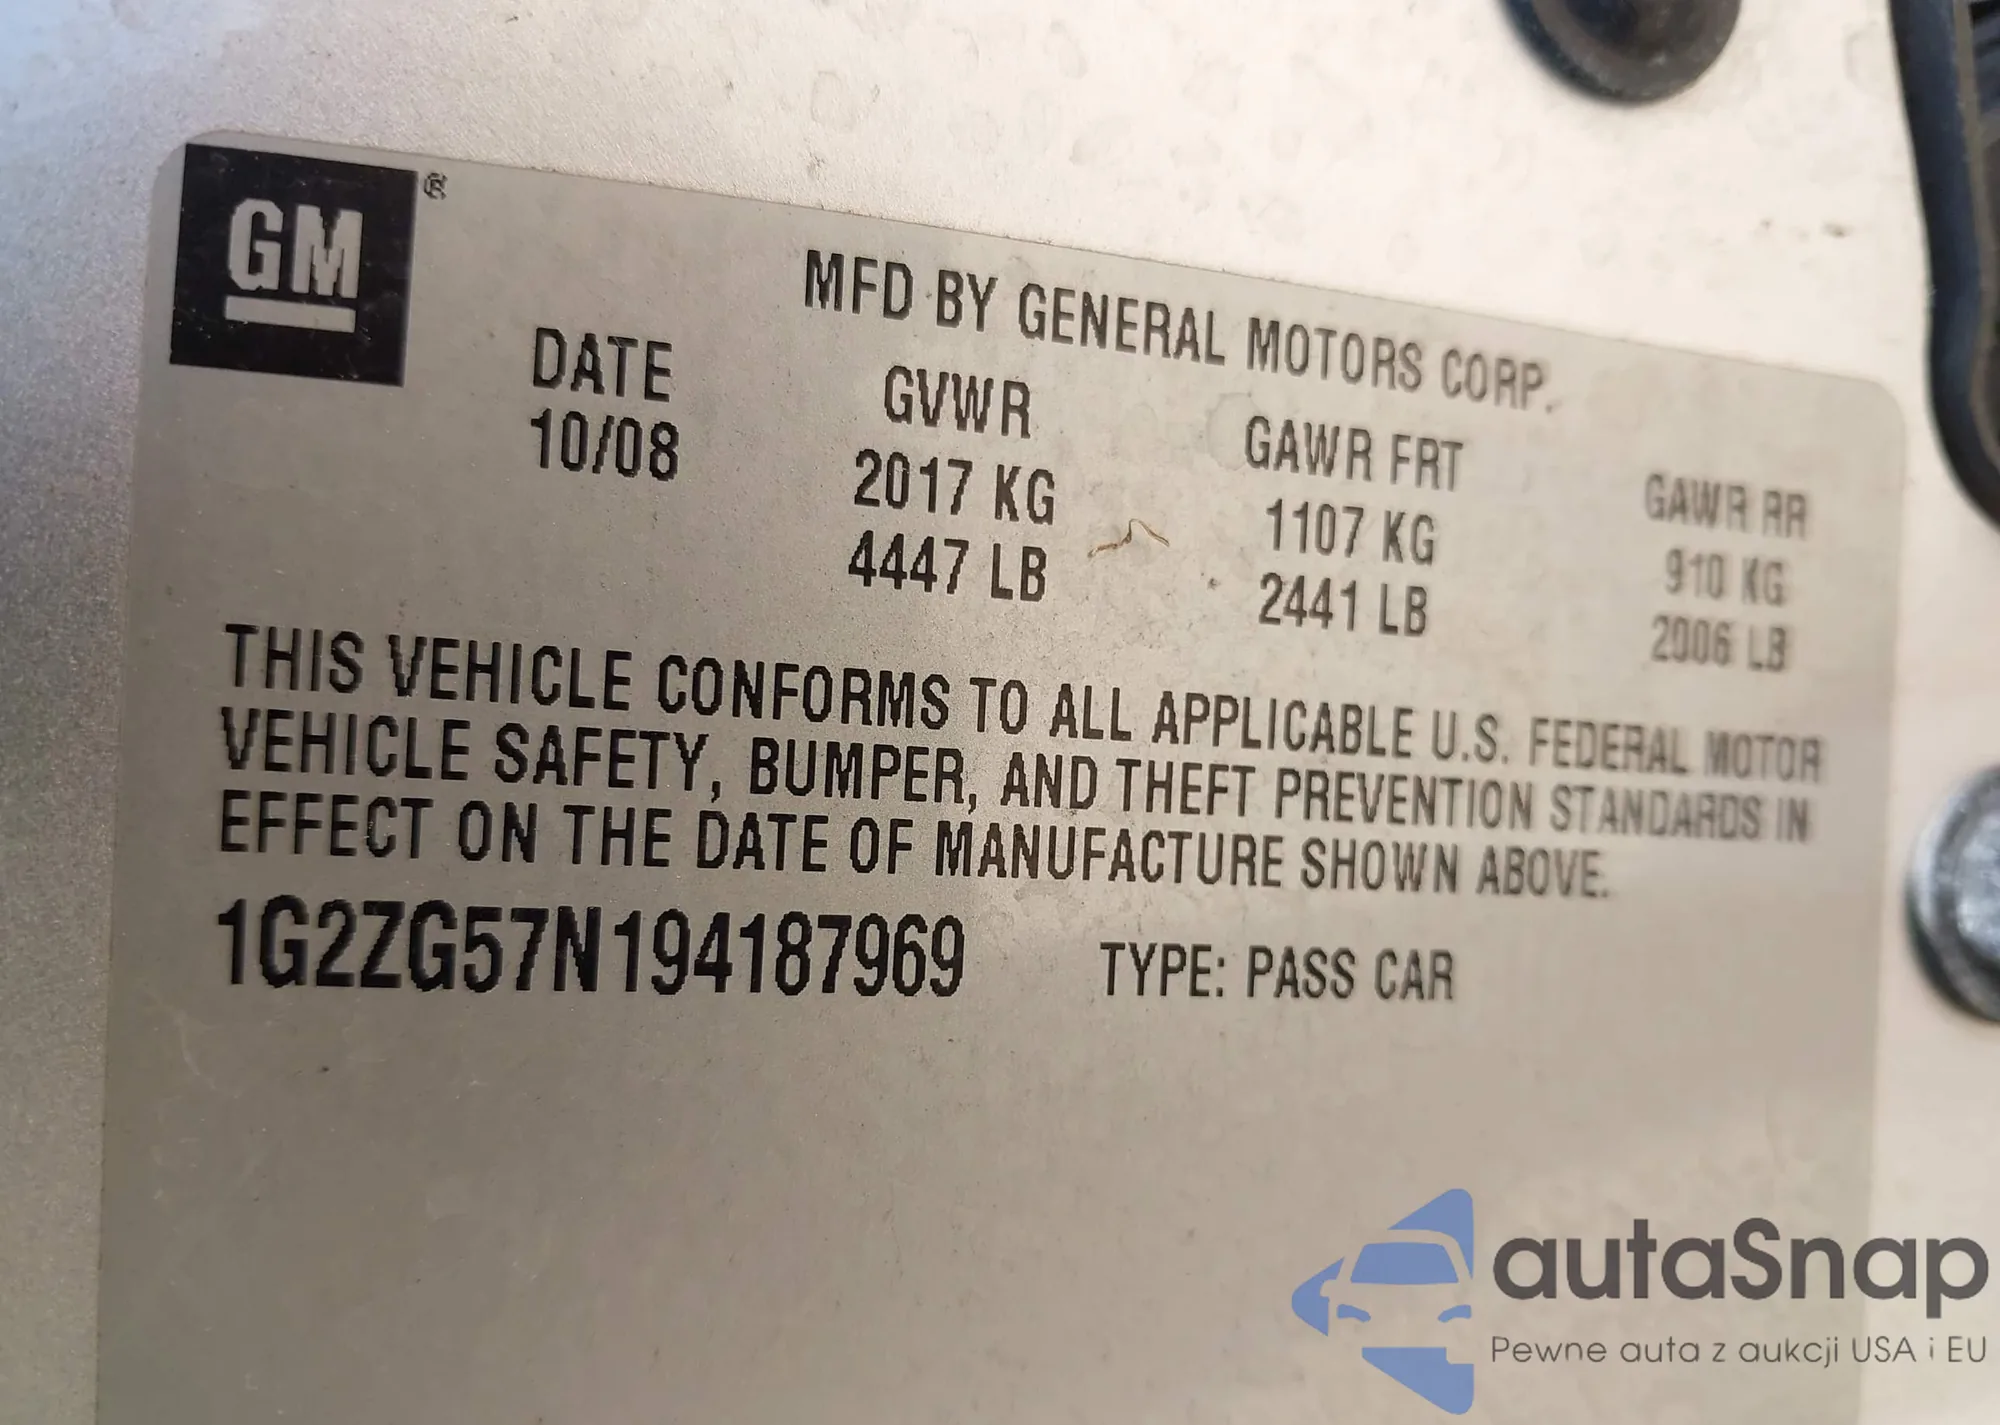 GM ®
MFD BY GENERAL MOTORS CORP.
DATE GVWR GAWR FRT GAWR RR
10/08 2017 KG 1107 KG 910 KG
4447 LB 2441 LB 2006 LB
THIS VEHICLE CONFORMS TO ALL APPLICABLE U.S. FEDERAL MOTOR
VEHICLE SAFETY, BUMPER, AND THEFT PREVENTION STANDARDS IN
EFFECT ON THE DATE OF MANUFACTURE SHOWN ABOVE.
1G2ZG57N194187969 TYPE: PASS CAR
autaSnap
Pewne auta z aukcji USA i EU